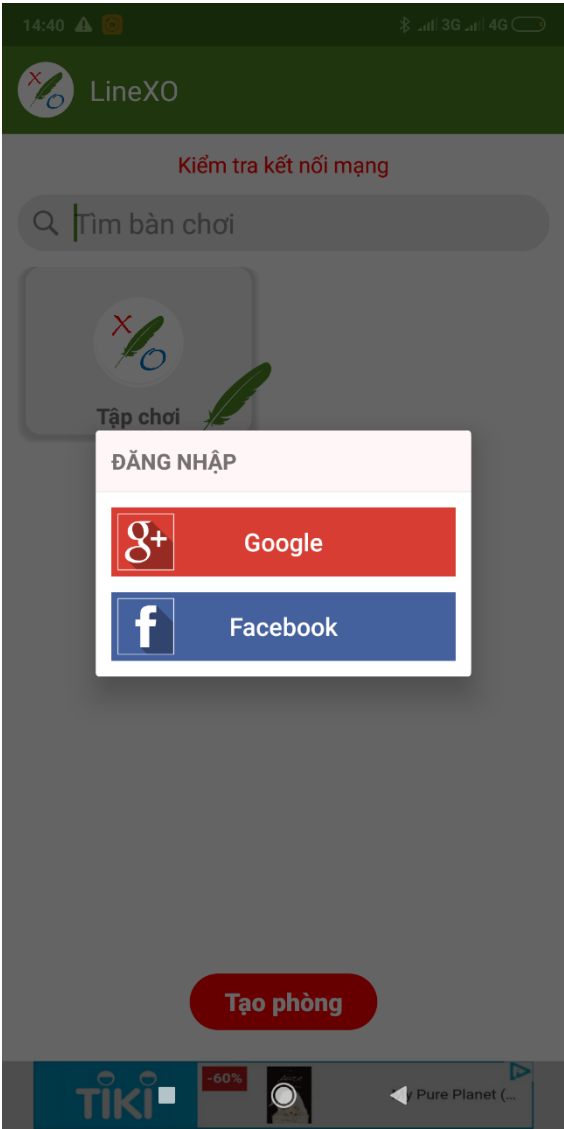 14:40 3G 4G
LineXO
Kiểm tra kết nối mạng
Tìm bàn chơi
X
O
Tập chơi
ĐĂNG NHẬP
g+ Google
f Facebook
Tạo phòng
TIKI -60% Pure Planet (...